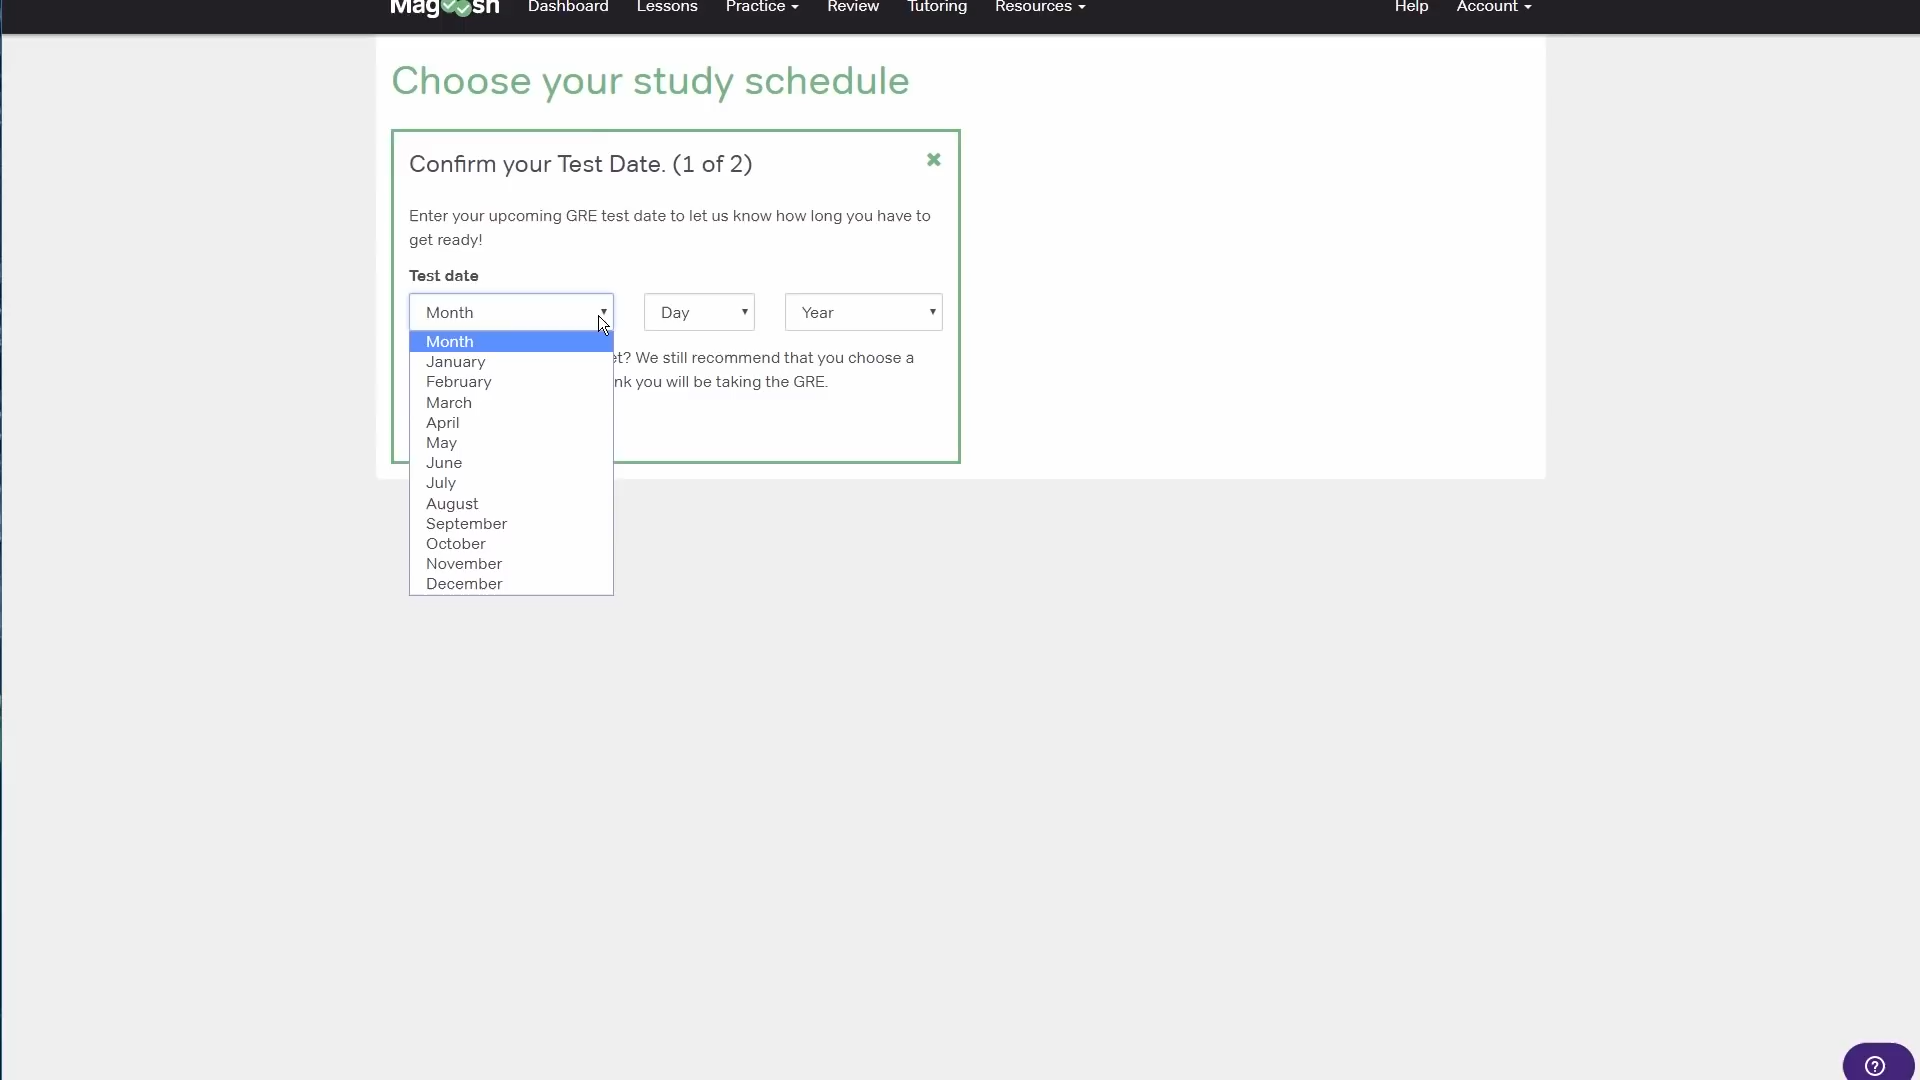 Magoosh Dashboard Lessons Practice Review Tutoring Resources Help Account
Choose your study schedule
Confirm your Test Date. (1 of 2)
Enter your upcoming GRE test date to let us know how long you have to
get ready!
Test date
Month Day Year
Month
January
et? We still recommend that you choose a
February
nk you will be taking the GRE.
March
April
May
June
July
August
September
October
November
December